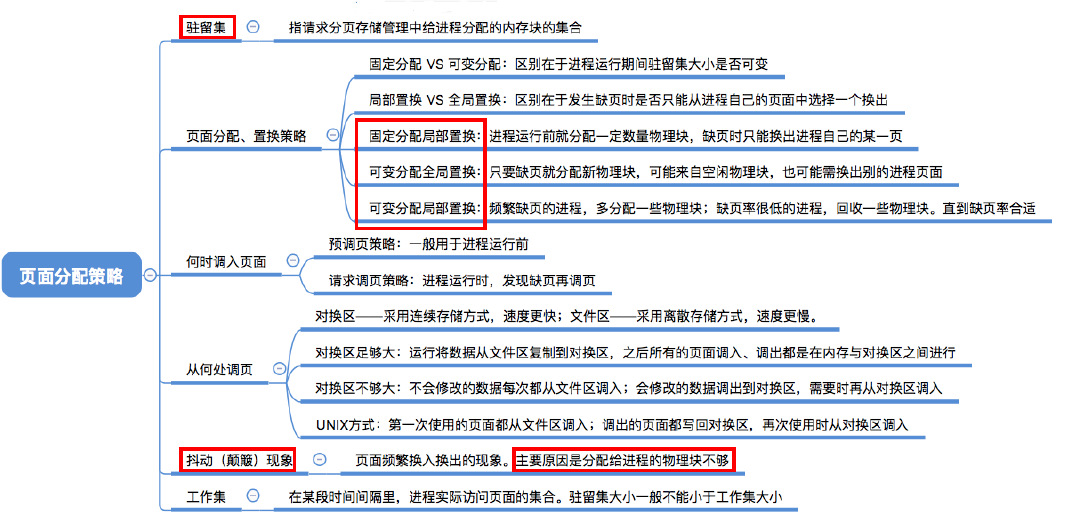 驻留集
指请求分页存储管理中给进程分配的内存块的集合
固定分配 VS 可变分配：区别在于进程运行期间驻留集大小是否可变
局部置换 VS 全局置换：区别在于发生缺页时是否只能从进程自己的页面中选择一个换出
页面分配、置换策略
固定分配局部置换：进程运行前就分配一定数量物理块，缺页时只能换出进程自己的某一页
可变分配全局置换：只要缺页就分配新物理块，可能来自空闲物理块，也可能需换出别的进程页面
可变分配局部置换：频繁缺页的进程，多分配一些物理块；缺页率很低的进程，回收一些物理块。直到缺页率合适
页面分配策略
何时调入页面
预调页策略：一般用于进程运行前
请求调页策略：进程运行时，发现缺页再调页
从何处调页
对换区——采用连续存储方式，速度更快；文件区——采用离散存储方式，速度更慢。
对换区足够大：运行将数据从文件区复制到对换区，之后所有的页面调入、调出都是在内存与对换区之间进行
对换区不够大：不会修改的数据每次都从文件区调入；会修改的数据调出到对换区，需要时再从对换区调入
UNIX方式：第一次使用的页面都从文件区调入；调出的页面都写回对换区，再次使用时从对换区调入
抖动（颠簸）现象
页面频繁换入换出的现象。主要原因是分配给进程的物理块不够
工作集
在某段时间间隔里，进程实际访问页面的集合。驻留集大小一般不能小于工作集大小